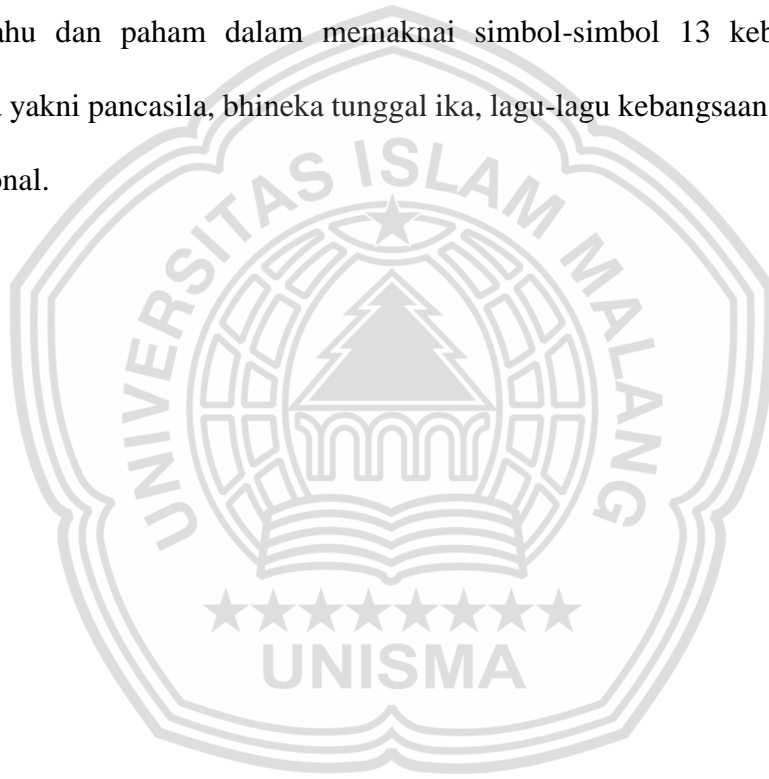 ahu dan paham dalam memaknai simbol-simbol 13 keb
yakni pancasila, bhineka tunggal ika, lagu-lagu kebangsaan
onal.
UNIVERSITAS ISLAM MALANG
UNISMA